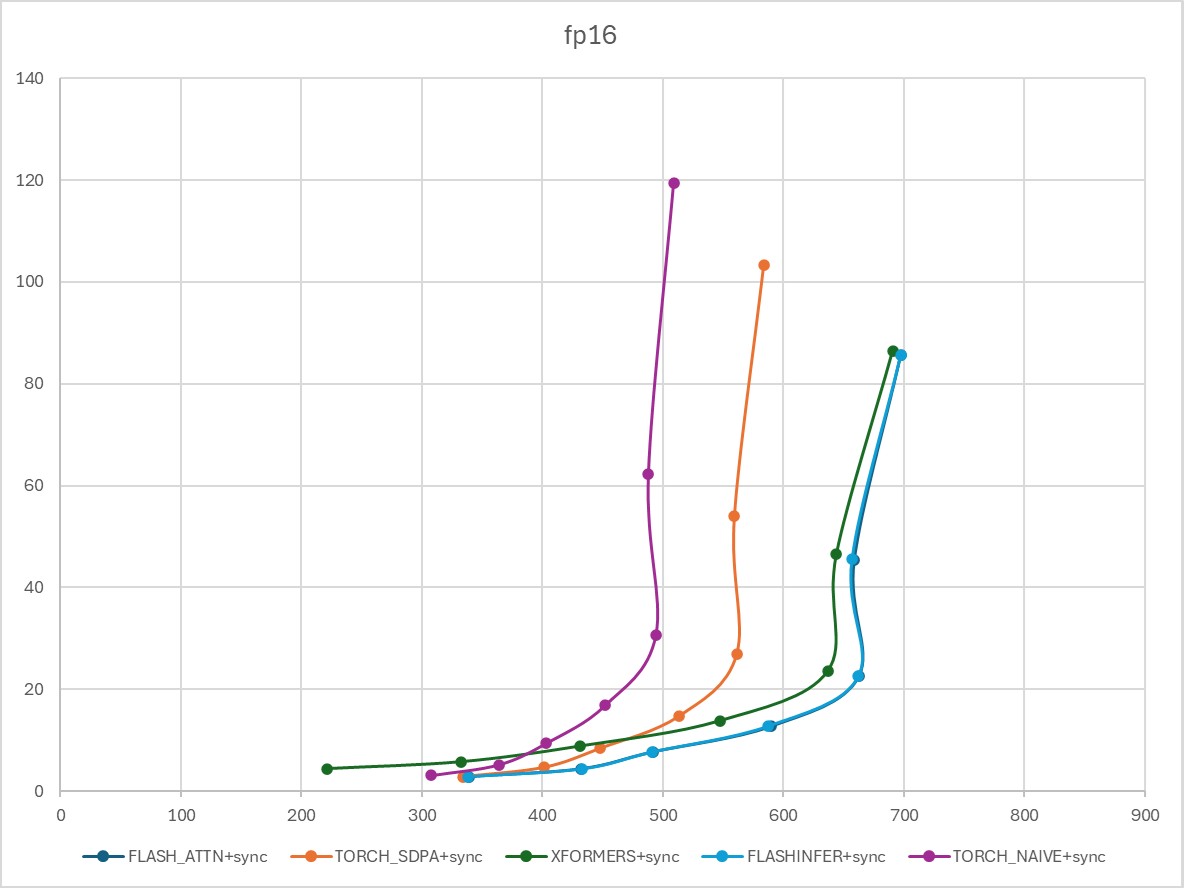 fp16
140
120
100
80
60
40
20
0
0 100 200 300 400 500 600 700 800 900
FLASH_ATTN+sync TORCH_SDPA+sync XFORMERS+sync FLASHINFER+sync TORCH_NAIVE+sync